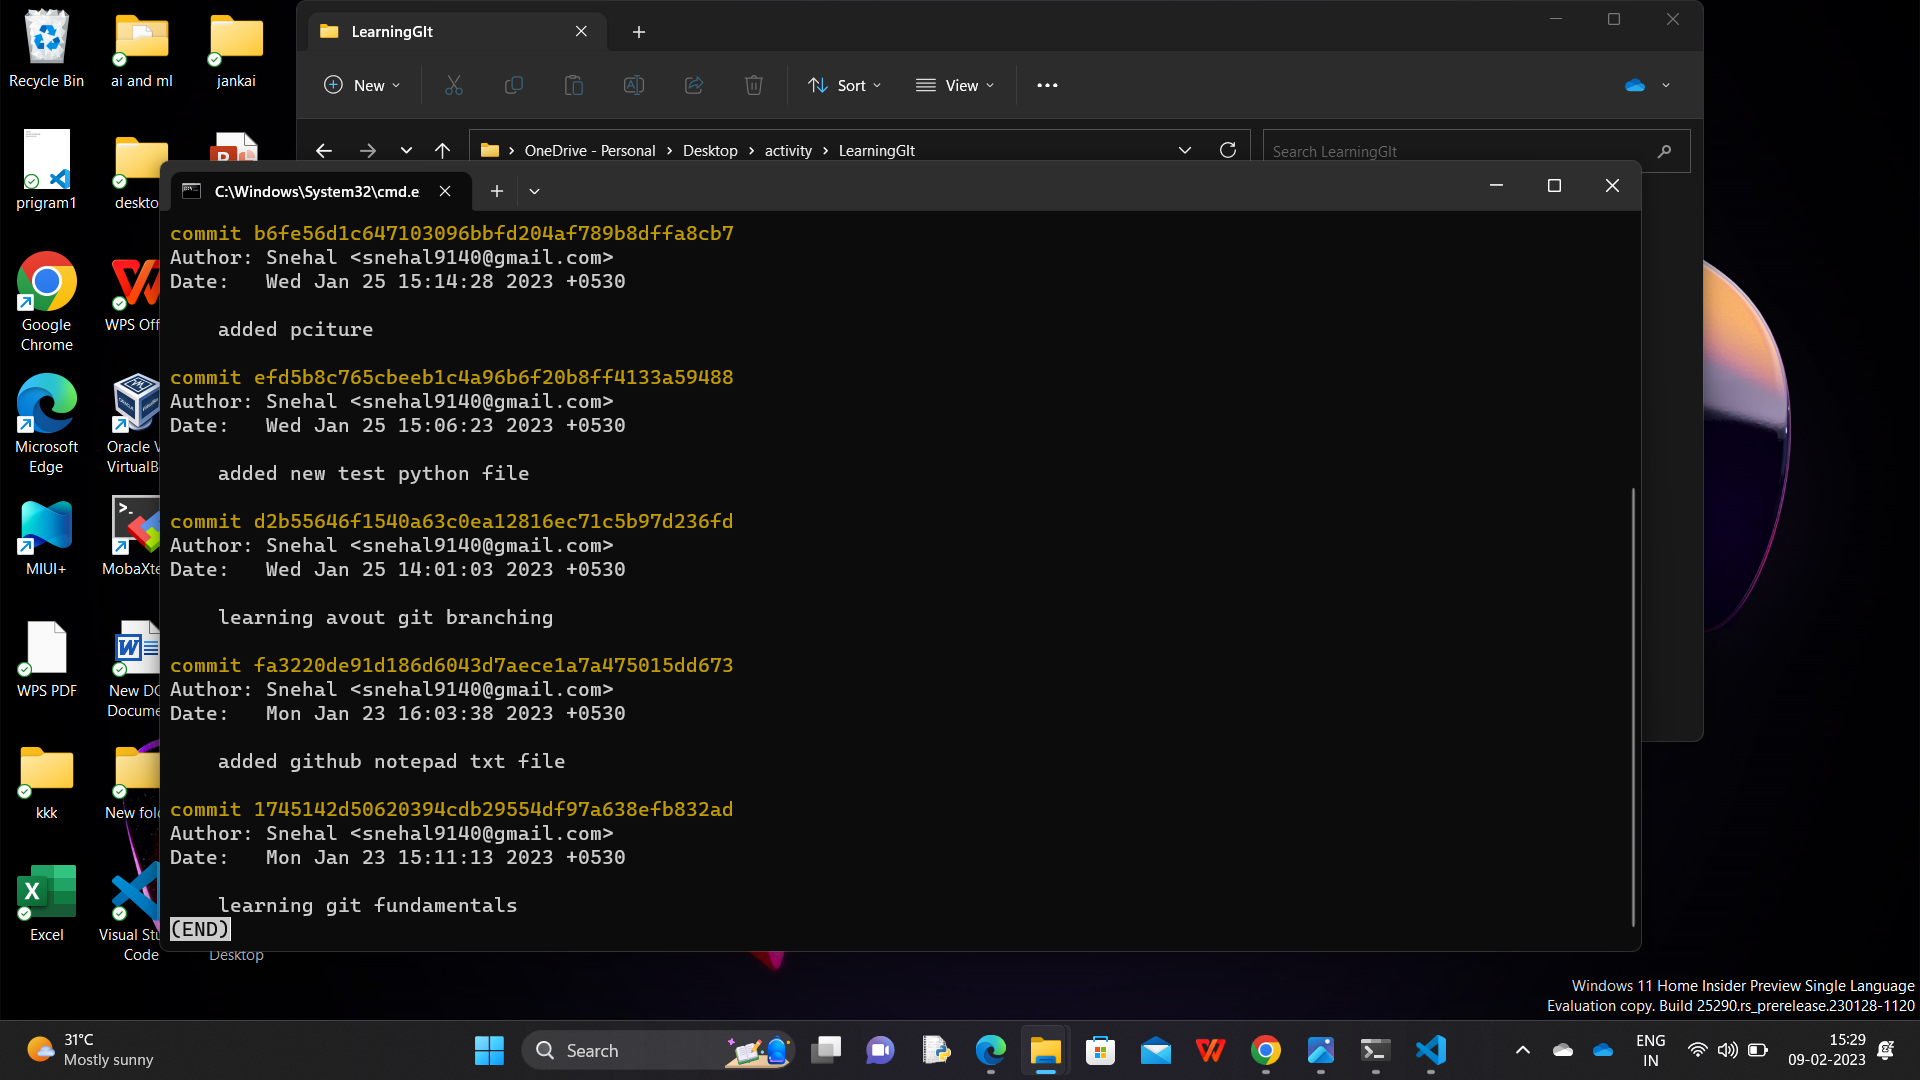 Recycle Bin
ai and ml
jankai
prigram1
deskto
Google
Chrome
WPS Off
Microsoft
Edge
Oracle V
VirtualB
MIUI+
MobaXte
WPS PDF
New DO
Docume
kkk
New fol
Excel
Visual Stu
Code
Desktop
LearningGIt
New
Sort
View
OneDrive - Personal > Desktop > activity > LearningGIt
Search LearningGIt
C:\Windows\System32\cmd.e
commit b6fe56d1c647103096bbfd204af789b8dffa8cb7
Author: Snehal <snehal9140@gmail.com>
Date:   Wed Jan 25 15:14:28 2023 +0530
added pciture
commit efd5b8c765cbeeb1c4a96b6f20b8ff4133a59488
Author: Snehal <snehal9140@gmail.com>
Date:   Wed Jan 25 15:06:23 2023 +0530
added new test python file
commit d2b55646f1540a63c0ea12816ec71c5b97d236fd
Author: Snehal <snehal9140@gmail.com>
Date:   Wed Jan 25 14:01:03 2023 +0530
learning avout git branching
commit fa3220de91d186d6043d7aece1a7a475015dd673
Author: Snehal <snehal9140@gmail.com>
Date:   Mon Jan 23 16:03:38 2023 +0530
added github notepad txt file
commit 1745142d50620394cdb29554df97a638efb832ad
Author: Snehal <snehal9140@gmail.com>
Date:   Mon Jan 23 15:11:13 2023 +0530
learning git fundamentals
(END)
Windows 11 Home Insider Preview Single Language
Evaluation copy. Build 25290.rs_prerelease.230128-1120
31°C
Mostly sunny
Search
ENG
IN
15:29
09-02-2023